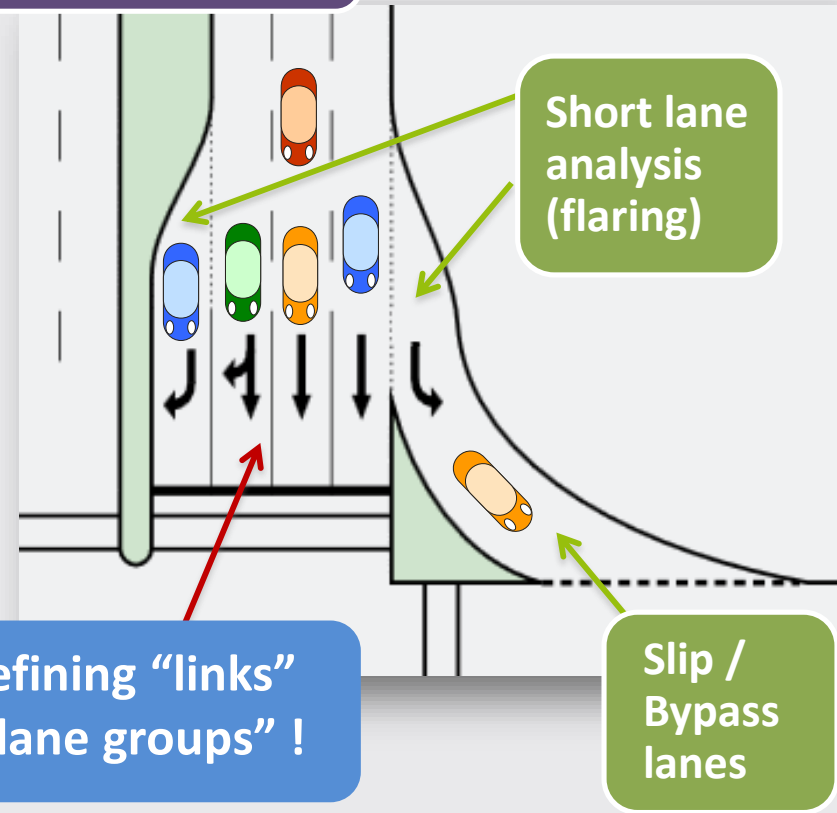 Short lane
analysis
(flaring)
efining “links”
lane groups” !
Slip /
Bypass
lanes